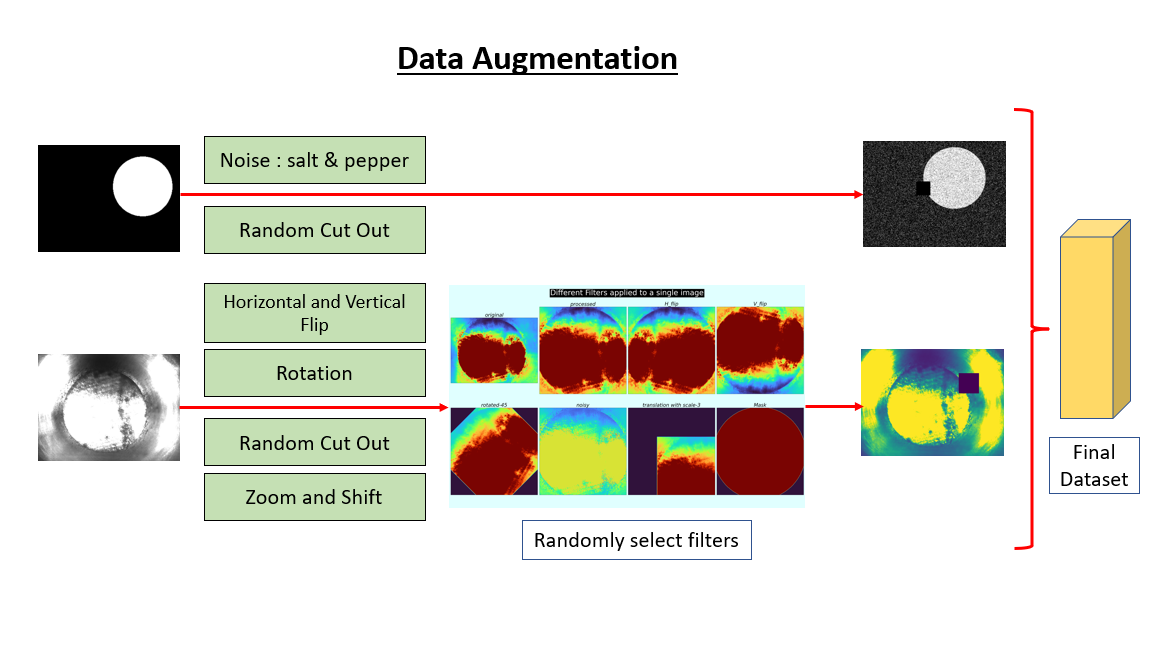 Data Augmentation
Noise : salt & pepper
Random Cut Out
Horizontal and Vertical
Flip
Rotation
Random Cut Out
Zoom and Shift
Different Filters applied to a single image
original
processed
H_flip
V_flip
rotated-45
noisy
translation with scale-3
Mask
Randomly select filters
Final
Dataset